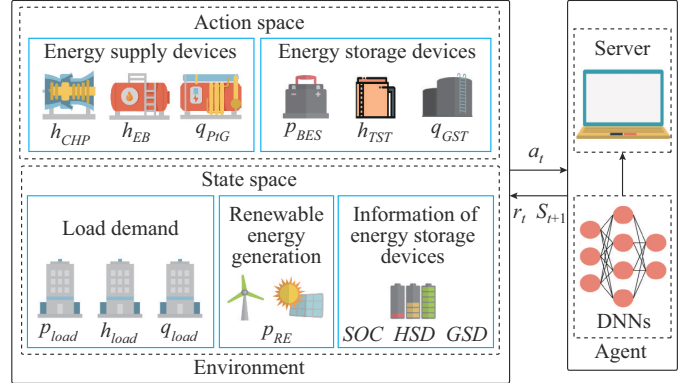 Action space
Energy supply devices
h_CHP h_EB q_PtG
Energy storage devices
p_BES h_TST q_GST
State space
Load demand
p_load h_load q_load
Renewable
energy
generation
p_RE
Information of
energy storage
devices
SOC HSD GSD
Environment
a_t
r_t S_{t+1}
Server
DNNs
Agent